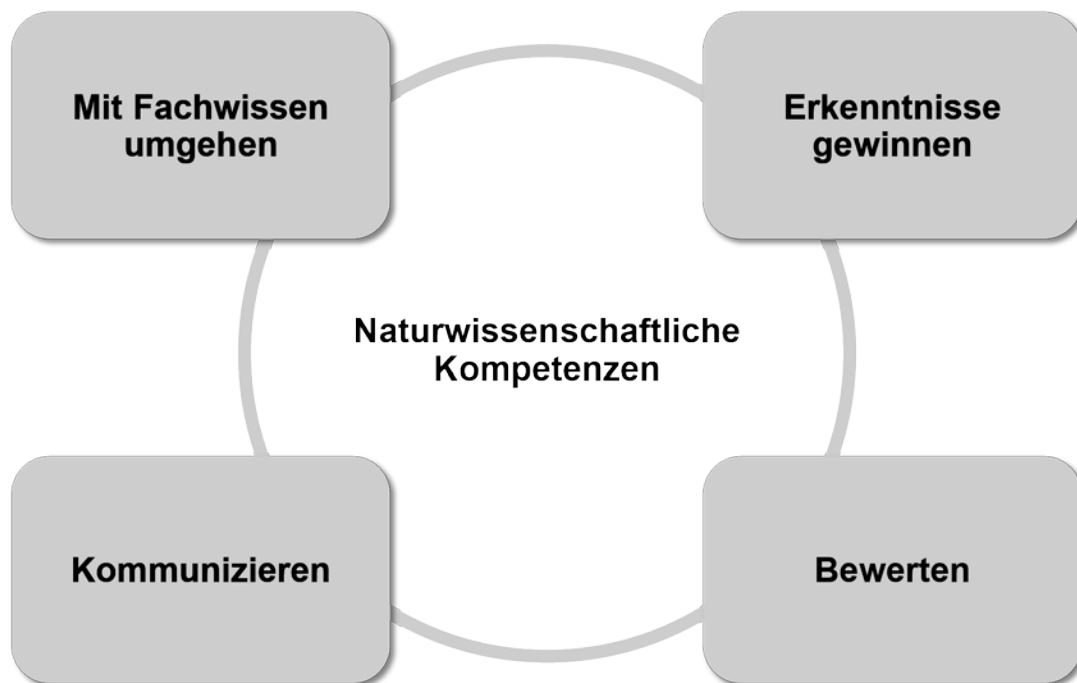 Mit Fachwissen
umgehen
Erkenntnisse
gewinnen
Naturwissenschaftliche
Kompetenzen
Kommunizieren
Bewerten